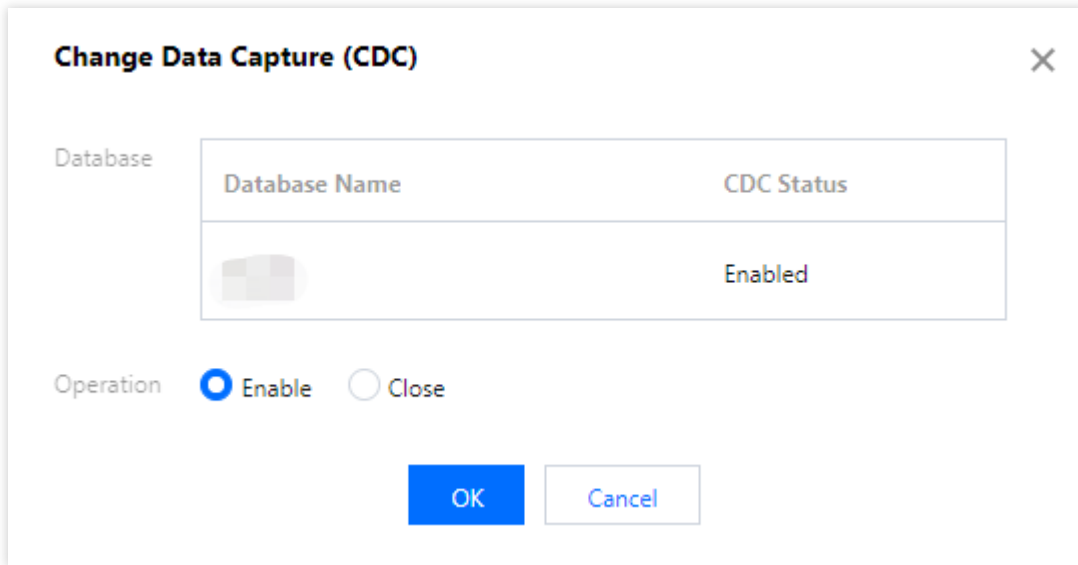 Change Data Capture (CDC)
Database
Database Name CDC Status
Enabled
Operation Enable Close
OK Cancel